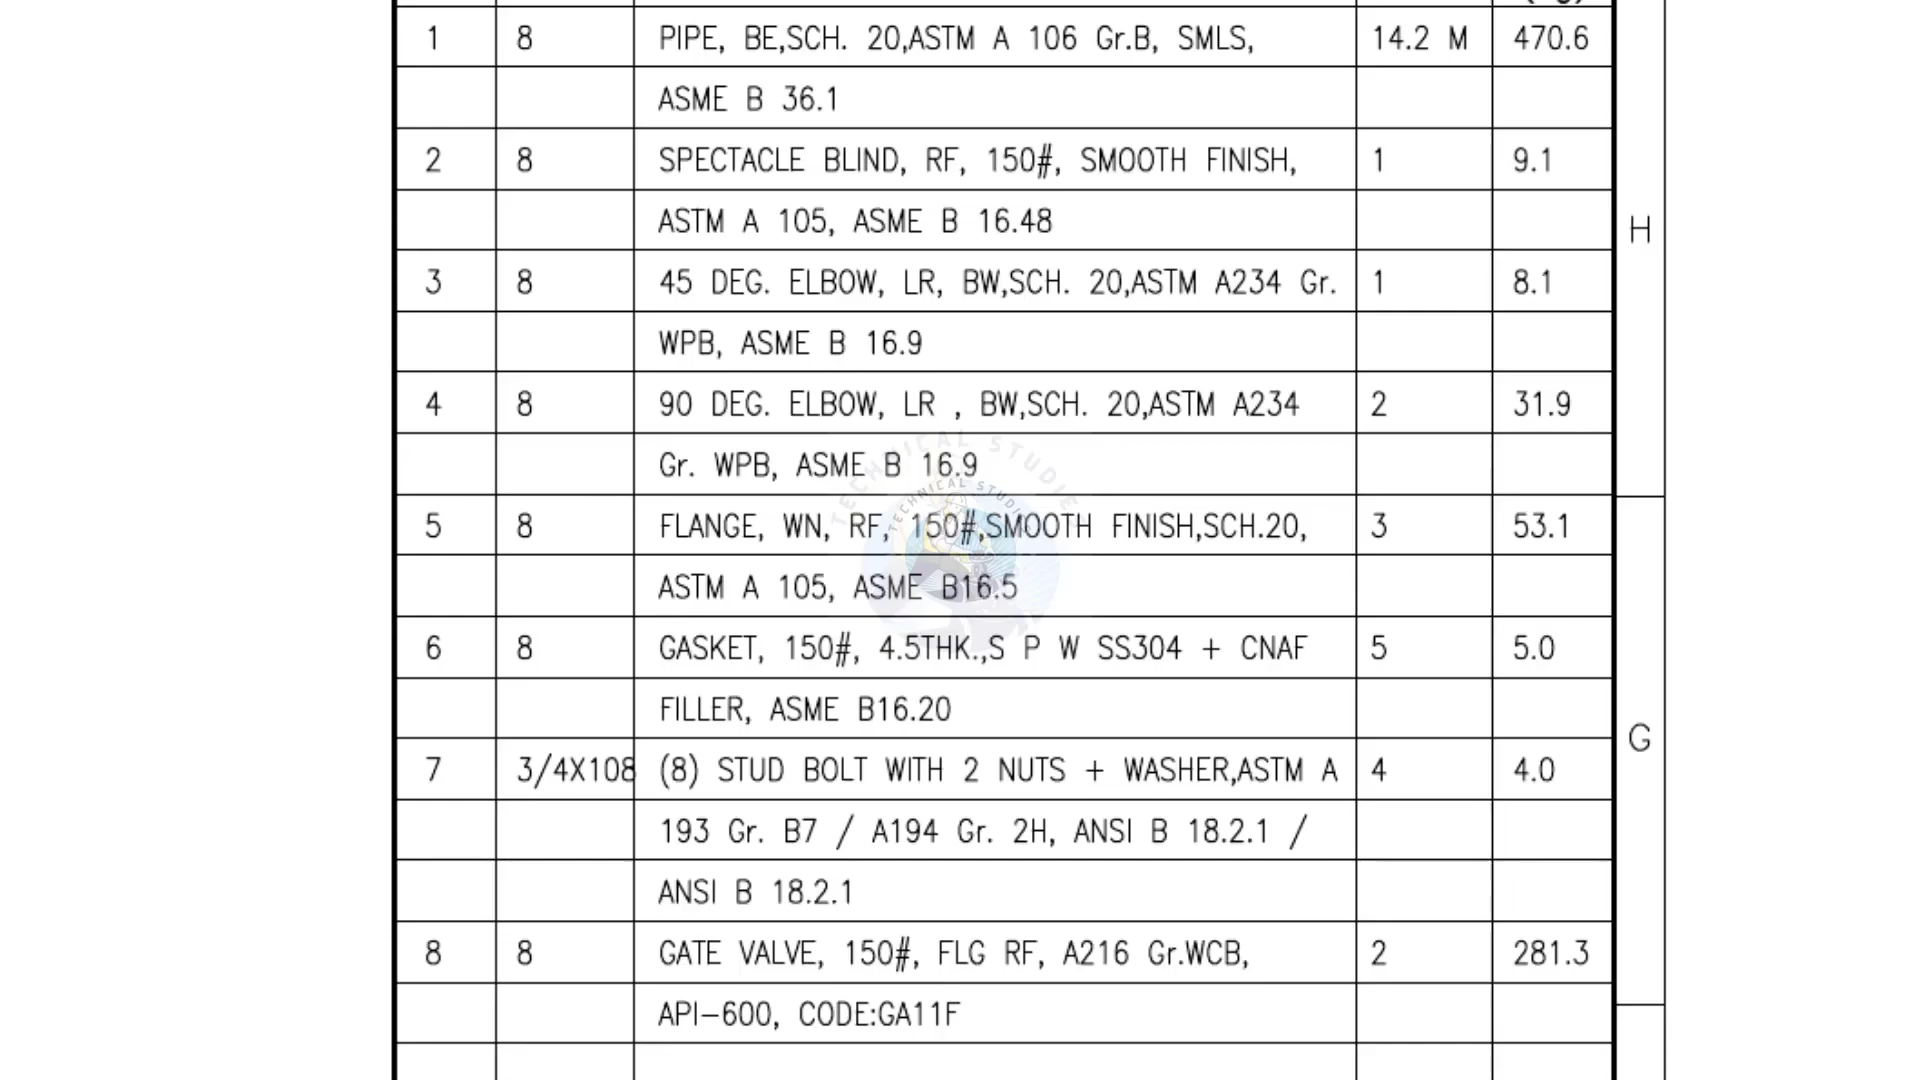 1 8 PIPE, BE,SCH. 20,ASTM A 106 Gr.B, SMLS, 14.2 M 470.6
ASME B 36.1
2 8 SPECTACLE BLIND, RF, 150#, SMOOTH FINISH, 1 9.1
ASTM A 105, ASME B 16.48
H
3 8 45 DEG. ELBOW, LR, BW,SCH. 20,ASTM A234 Gr. 1 8.1
WPB, ASME B 16.9
4 8 90 DEG. ELBOW, LR , BW,SCH. 20,ASTM A234 2 31.9
TECHNICAL STUDIES
Gr. WPB, ASME B 16.9
TECHNICAL STUDIES
5 8 FLANGE, WN, RF, 150#,SMOOTH FINISH,SCH.20, 3 53.1
ASTM A 105, ASME B16.5
6 8 GASKET, 150#, 4.5THK.,S P W SS304 + CNAF 5 5.0
FILLER, ASME B16.20
G
7 3/4X108 (8) STUD BOLT WITH 2 NUTS + WASHER,ASTM A 4 4.0
193 Gr. B7 / A194 Gr. 2H, ANSI B 18.2.1 /
ANSI B 18.2.1
8 8 GATE VALVE, 150#, FLG RF, A216 Gr.WCB, 2 281.3
API-600, CODE:GA11F